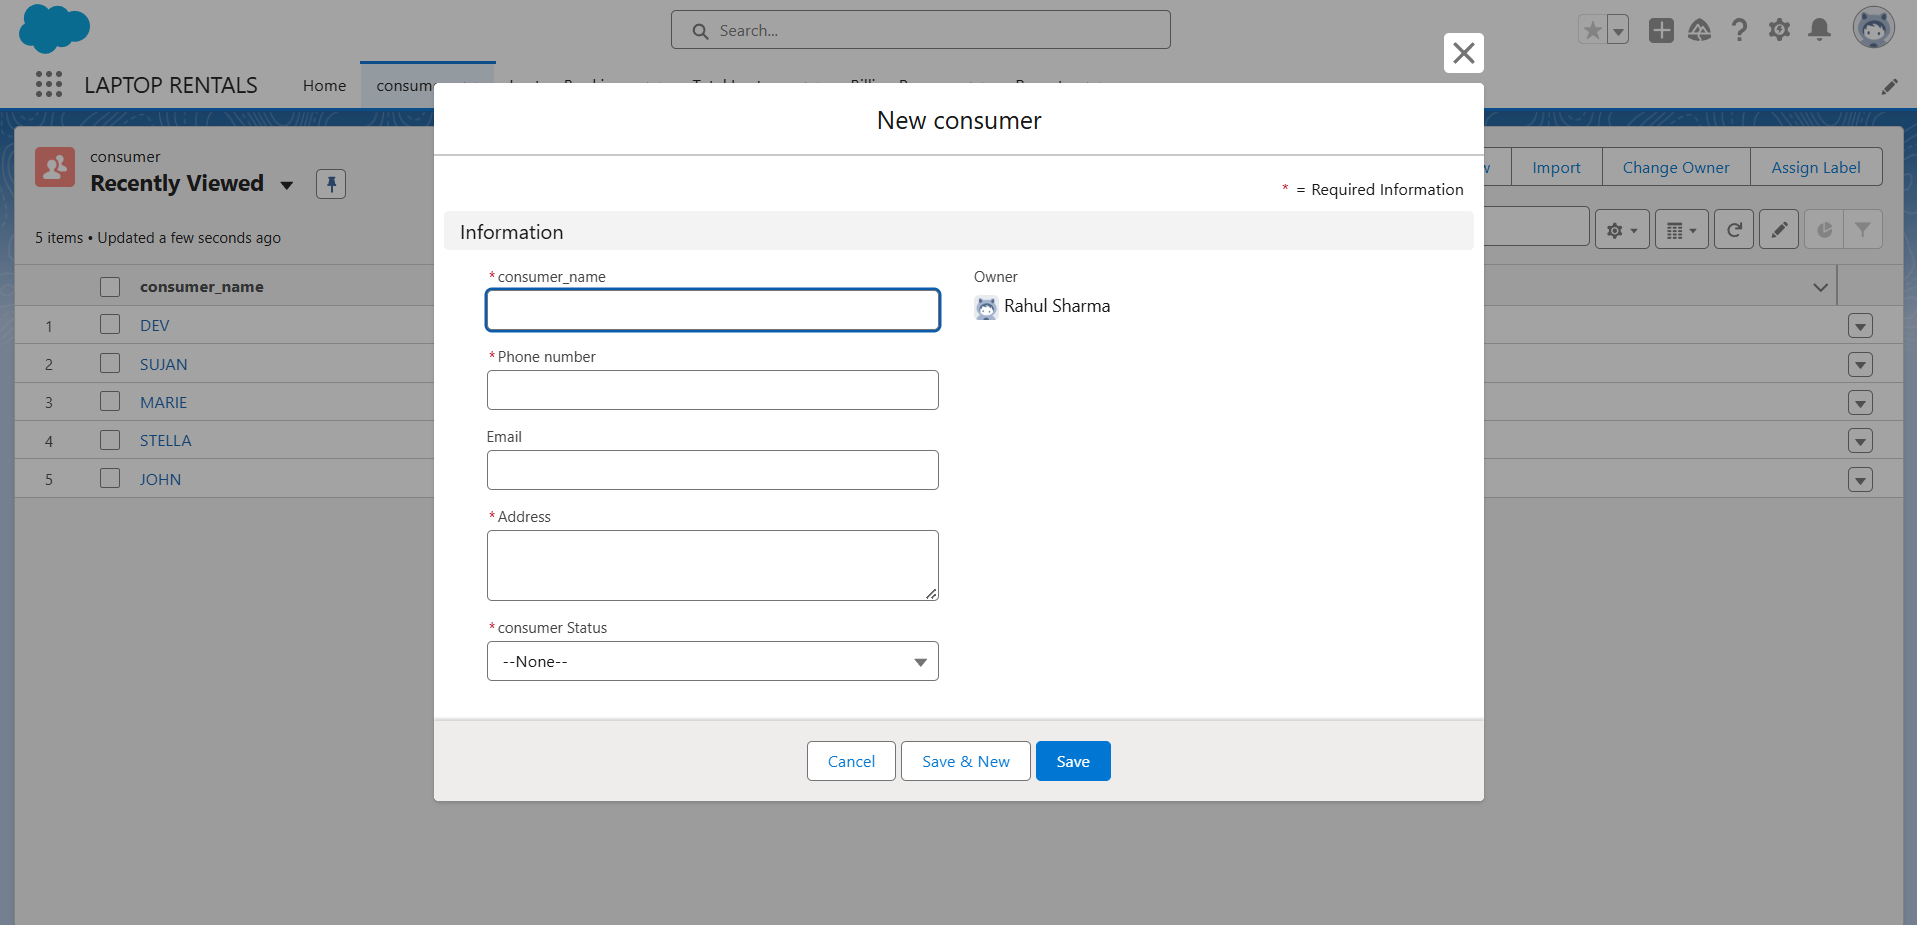 Search...
LAPTOP RENTALS
Home
consum
New consumer
* = Required Information
Information
consumer
Recently Viewed
5 items • Updated a few seconds ago
Import
Change Owner
Assign Label
consumer_name
1 DEV
2 SUJAN
3 MARIE
4 STELLA
5 JOHN
*consumer_name
Owner
Rahul Sharma
*Phone number
Email
*Address
*consumer Status
--None--
Cancel
Save & New
Save